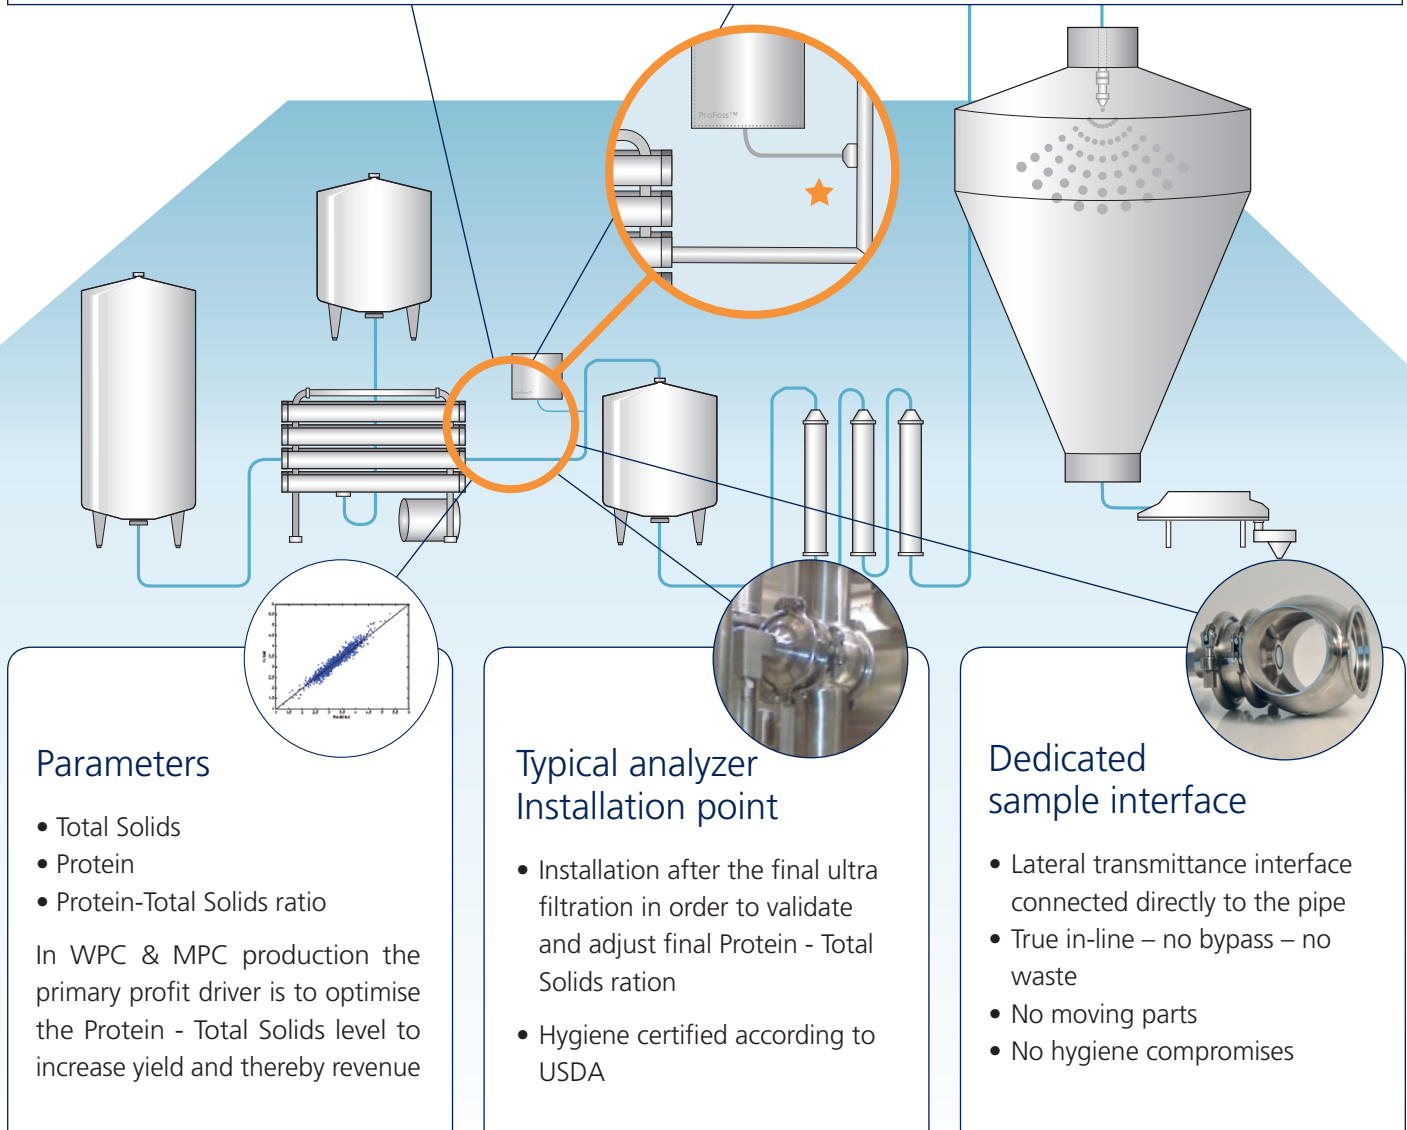 ProFoss™
Parameters
• Total Solids
• Protein
• Protein-Total Solids ratio
In WPC & MPC production the
primary profit driver is to optimise
the Protein - Total Solids level to
increase yield and thereby revenue
Typical analyzer
Installation point
• Installation after the final ultra
filtration in order to validate
and adjust final Protein - Total
Solids ration
• Hygiene certified according to
USDA
Dedicated
sample interface
• Lateral transmittance interface
connected directly to the pipe
• True in-line – no bypass – no
waste
• No moving parts
• No hygiene compromises